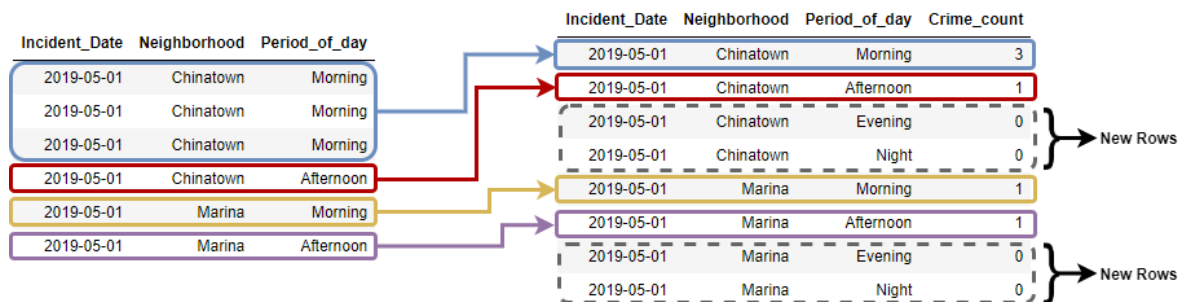 Incident_Date Neighborhood Period_of_day
2019-05-01 Chinatown Morning
2019-05-01 Chinatown Morning
2019-05-01 Chinatown Morning
2019-05-01 Chinatown Afternoon
2019-05-01 Marina Morning
2019-05-01 Marina Afternoon
Incident_Date Neighborhood Period_of_day Crime_count
2019-05-01 Chinatown Morning 3
2019-05-01 Chinatown Afternoon 1
2019-05-01 Chinatown Evening 0
2019-05-01 Chinatown Night 0
New Rows
2019-05-01 Marina Morning 1
2019-05-01 Marina Afternoon 1
2019-05-01 Marina Evening 0
2019-05-01 Marina Night 0
New Rows